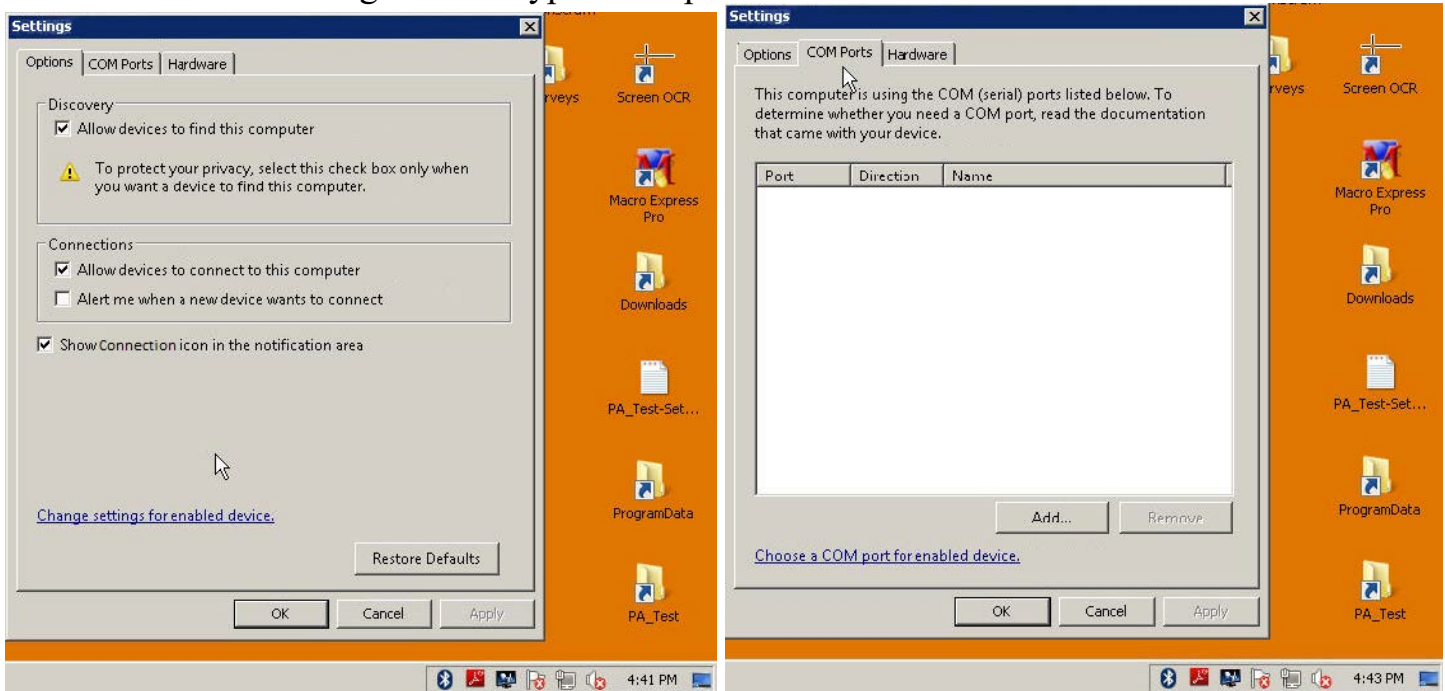 Settings
Options COM Ports Hardware
Discovery
Allow devices to find this computer
To protect your privacy, select this check box only when
you want a device to find this computer.
Connections
Allow devices to connect to this computer
Alert me when a new device wants to connect
Show Connection icon in the notification area
Change settings for enabled device.
Restore Defaults
OK Cancel Apply
rveys
Screen OCR
Macro Express
Pro
Downloads
PA_Test-Set...
ProgramData
PA_Test
4:41 PM
Settings
Options COM Ports Hardware
This computer is using the COM (serial) ports listed below. To
determine whether you need a COM port, read the documentation
that came with your device.
Port Direction Name
Add... Remove
Choose a COM port for enabled device.
OK Cancel Apply
rveys
Screen OCR
Macro Express
Pro
Downloads
PA_Test-Set...
ProgramData
PA_Test
4:43 PM